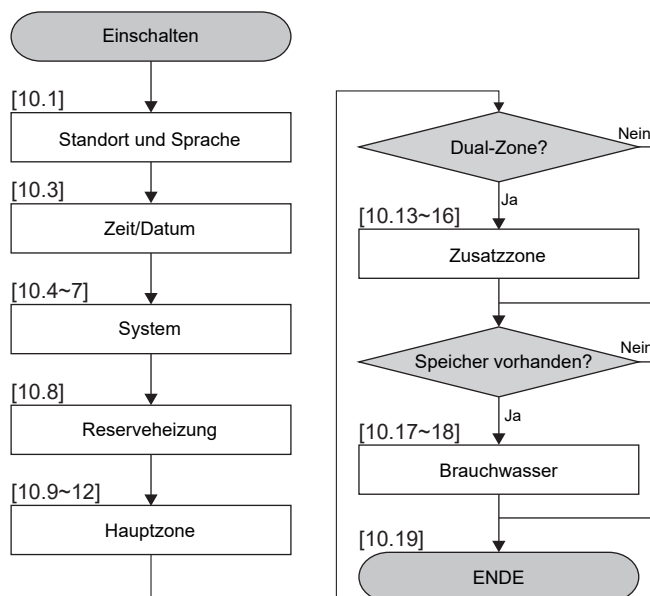 Einschalten
[10.1]
Standort und Sprache
[10.3]
Zeit/Datum
[10.4~7]
System
[10.8]
Reserveheizung
[10.9~12]
Hauptzone
Dual-Zone?
Nein
Ja
[10.13~16]
Zusatzzone
Speicher vorhanden?
Nein
Ja
[10.17~18]
Brauchwasser
[10.19]
ENDE